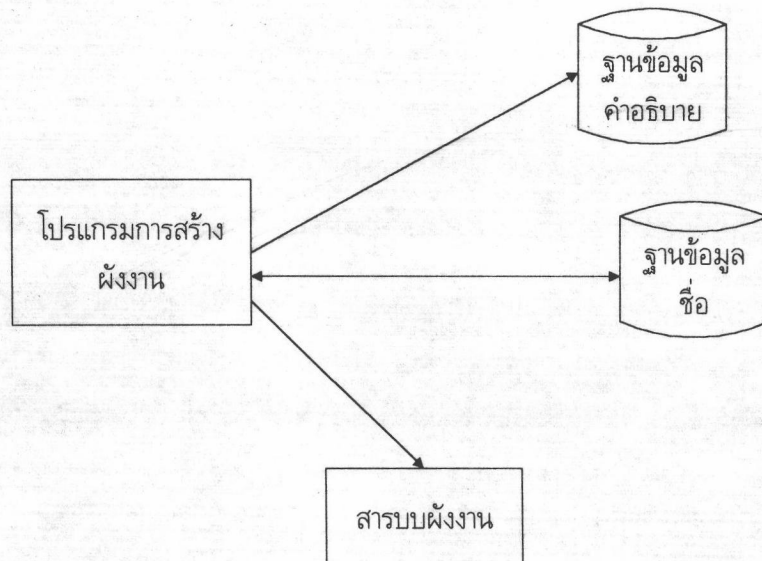 ฐานข้อมูล
คำอธิบาย
โปรแกรมการสร้าง
ผังงาน
ฐานข้อมูล
ชื่อ
สารบบผังงาน